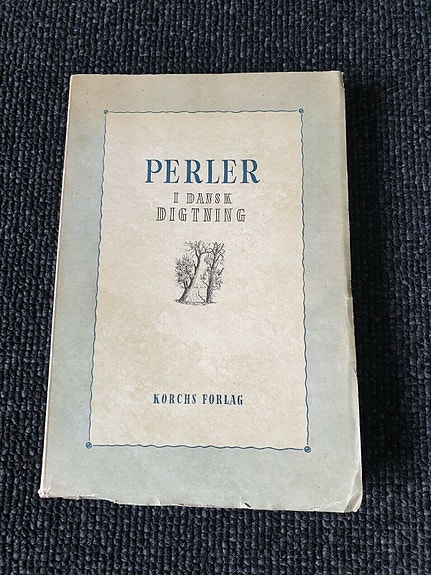 PERLER
I DANSK
DIGTNING
KORCHS FORLAG